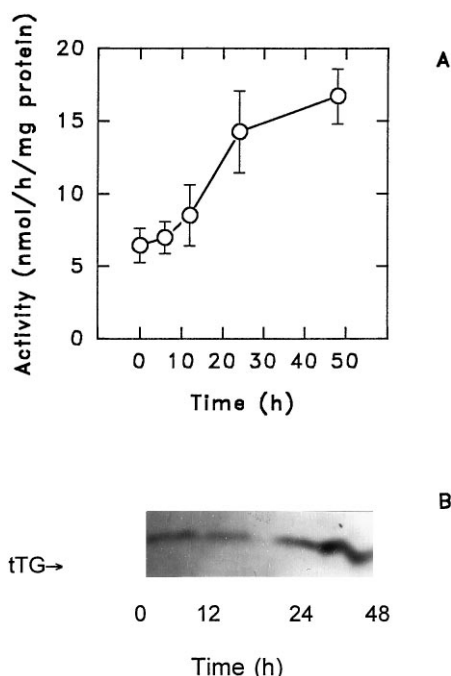 A
Activity (nmol/h/mg protein)
20
15
10
5
0
0 10 20 30 40 50
Time (h)
B
tTG→
0 12 24 48
Time (h)